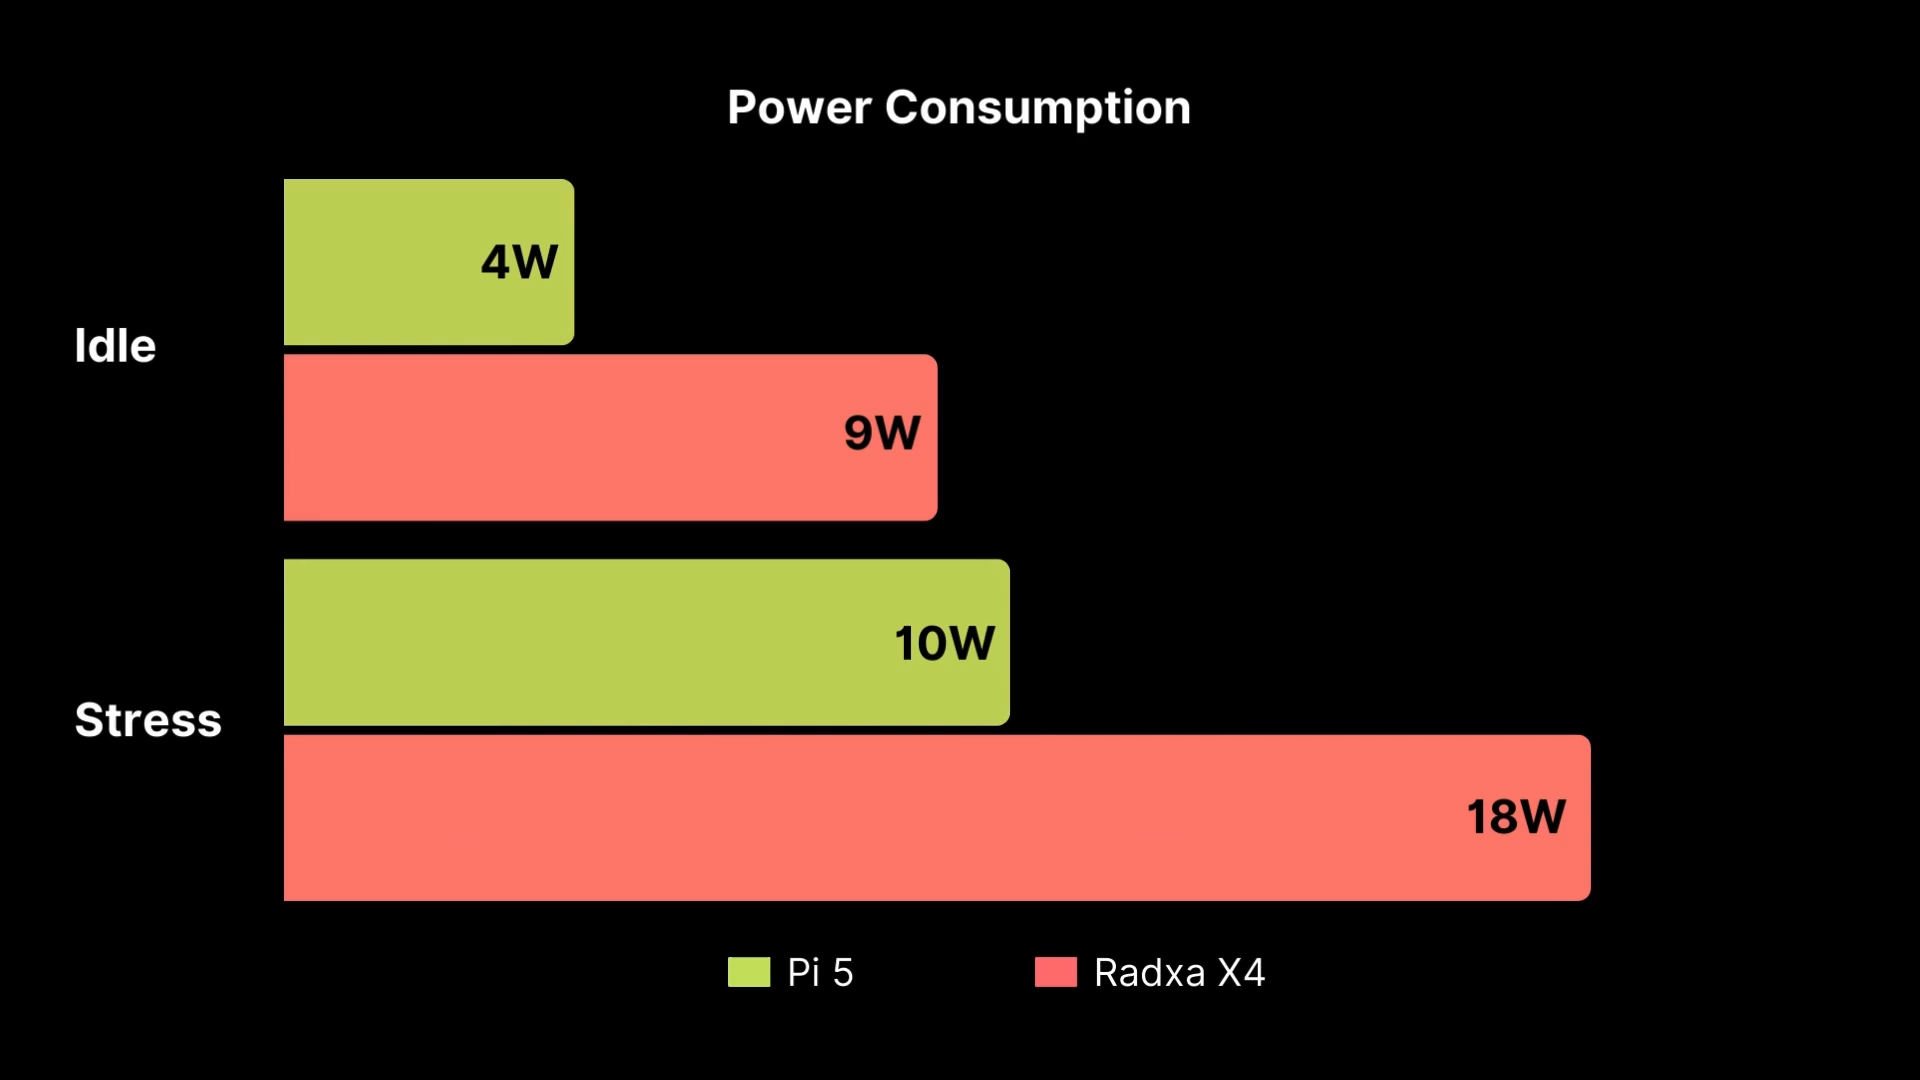 Power Consumption
4W
Idle
9W
10W
Stress
18W
Pi 5
Radxa X4